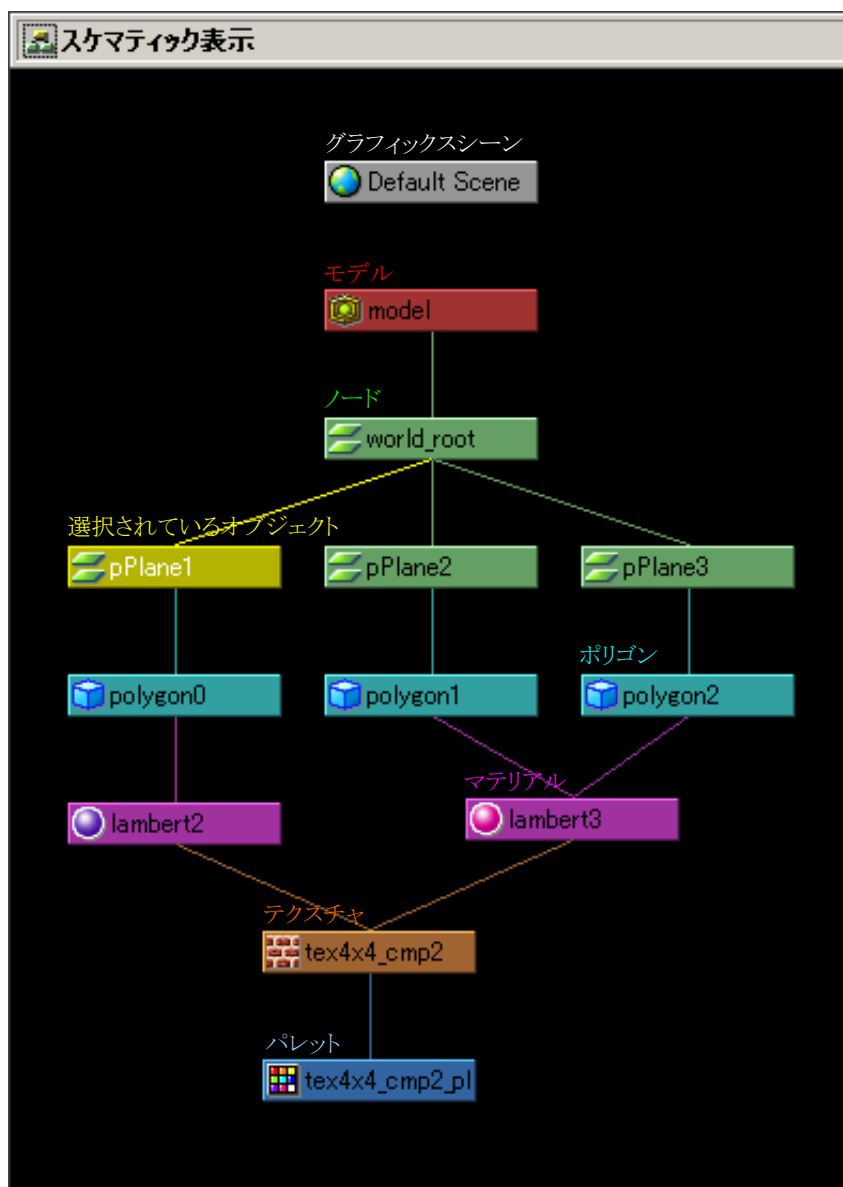 スケマティック表示
グラフィックスシーン
Default Scene
モデル
model
ノード
world_root
選択されているオブジェクト
pPlane1
pPlane2
pPlane3
ポリゴン
polygon0
polygon1
polygon2
マテリアル
lambert2
lambert3
テクスチャ
tex4x4_cmp2
パレット
tex4x4_cmp2_pl